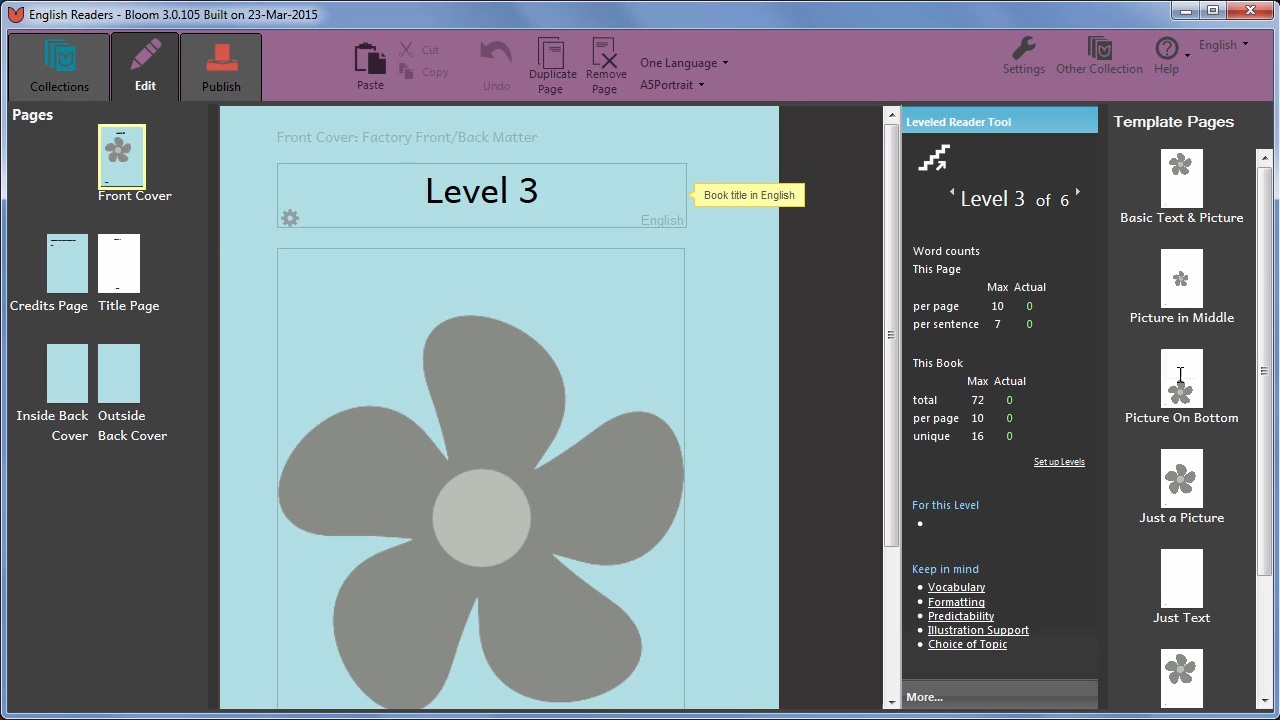 English Readers - Bloom 3.0.105 Built on 23-Mar-2015
Collections
Edit
Publish
Paste
Cut
Copy
Undo
Duplicate
Page
Remove
Page
One Language
A5Portrait
Settings
Other Collection
Help
English
Pages
Front Cover
Credits Page
Title Page
Inside Back
Cover
Outside
Back Cover
Front Cover: Factory Front/Back Matter
Level 3
English
Book title in English
Leveled Reader Tool
Level 3 of 6
Word counts
This Page
Max Actual
per page 10 0
per sentence 7 0
This Book
Max Actual
total 72 0
per page 10 0
unique 16 0
Set up Levels
For this Level
Keep in mind
Vocabulary
Formatting
Predictability
Illustration Support
Choice of Topic
More...
Template Pages
Basic Text & Picture
Picture in Middle
Picture On Bottom
Just a Picture
Just Text